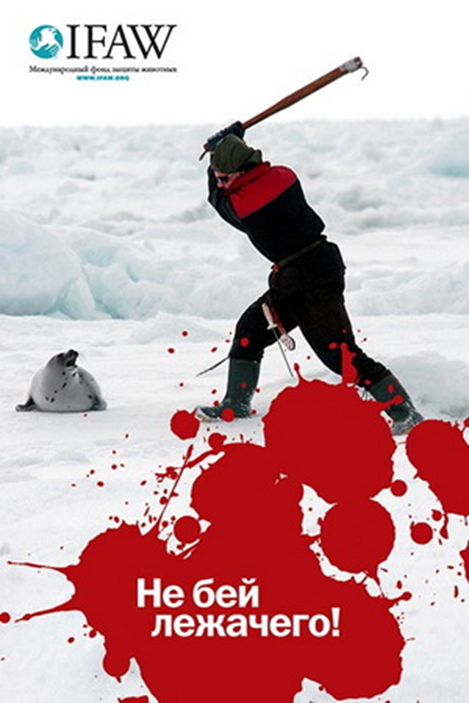 IFAW
Международный фонд защиты животных
WWW.IFAW.ORG
Не бей
лежачего!